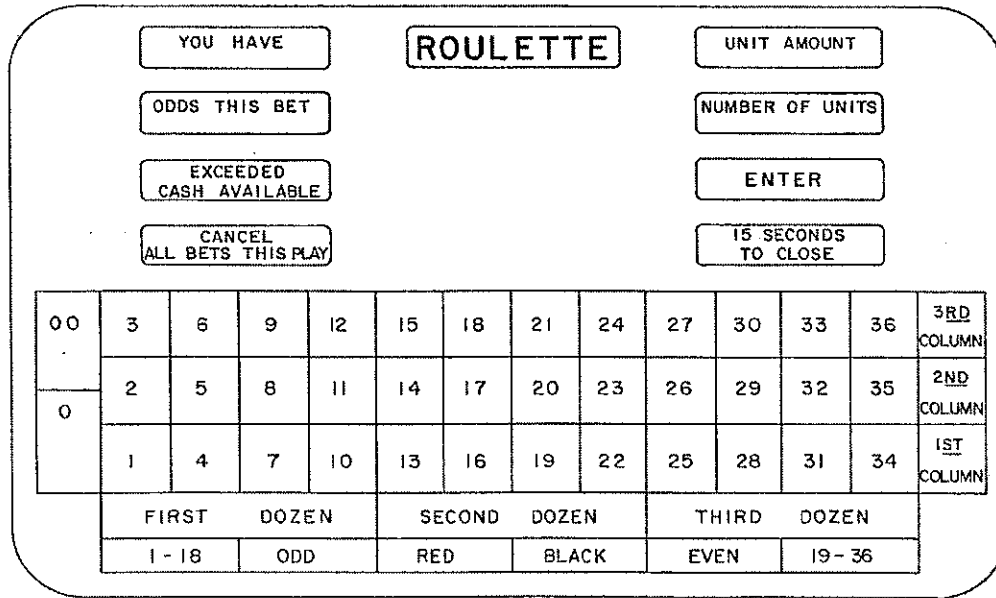 YOU HAVE
ROULETTE
UNIT AMOUNT
ODDS THIS BET
NUMBER OF UNITS
EXCEEDED
CASH AVAILABLE
ENTER
CANCEL
ALL BETS THIS PLAY
15 SECONDS
TO CLOSE
00 3 6 9 12 15 18 21 24 27 30 33 36 3RD COLUMN
0 2 5 8 11 14 17 20 23 26 29 32 35 2ND COLUMN
1 4 7 10 13 16 19 22 25 28 31 34 1ST COLUMN
FIRST DOZEN SECOND DOZEN THIRD DOZEN
1-18 ODD RED BLACK EVEN 19-36